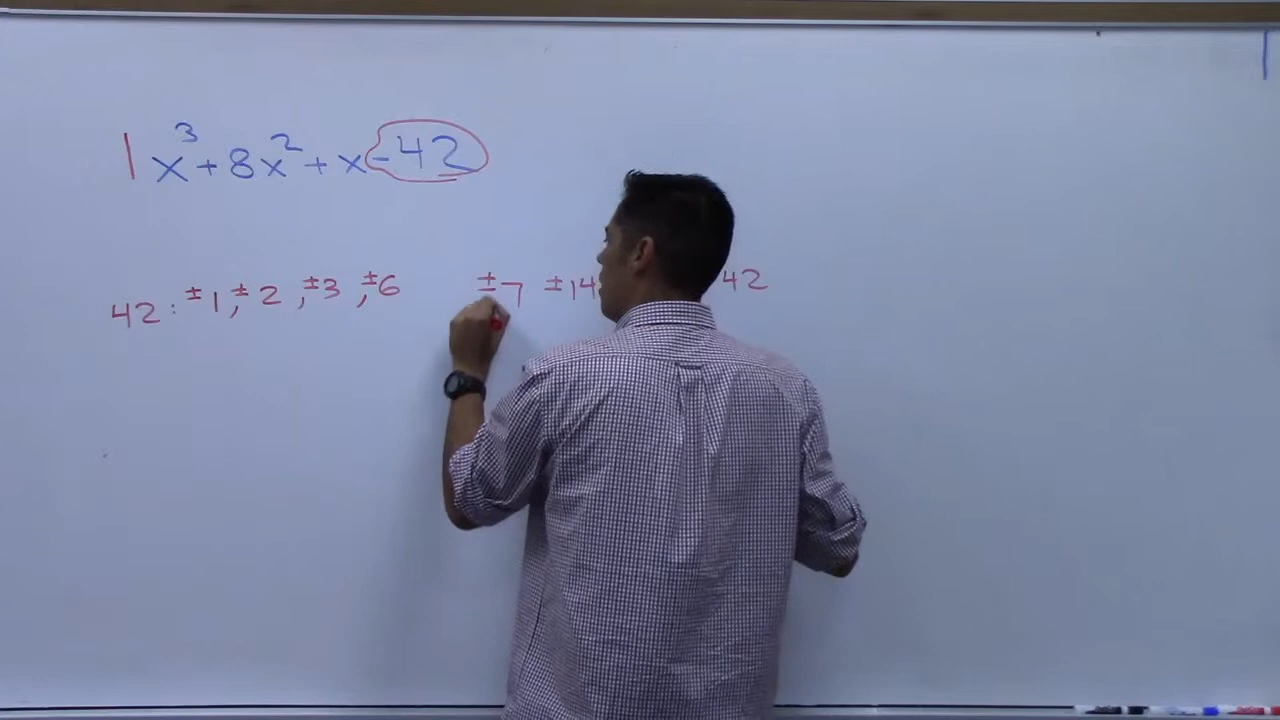 1x³+8x²+x-42
42: ±1, ±2, ±3, ±6 ±7 ±14 42